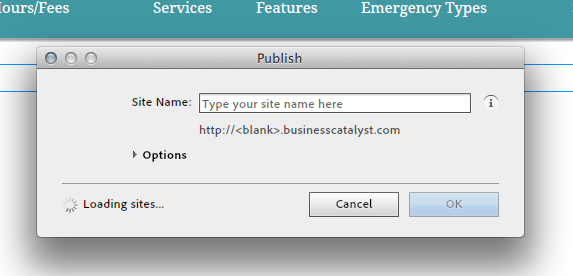 Hours/Fees Services Features Emergency Types
Publish
Site Name: Type your site name here
http://<blank>.businesscatalyst.com
Options
Loading sites... Cancel OK